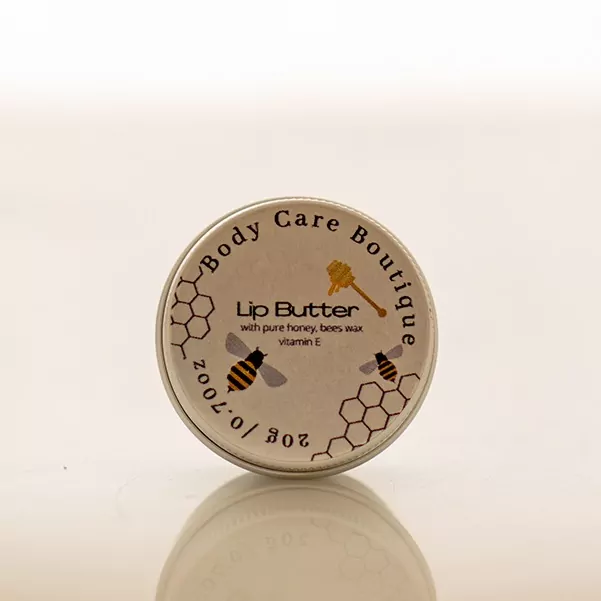 Body Care Boutique
Lip Butter
with pure honey, bees wax
vitamin E
20g / 0.70oz